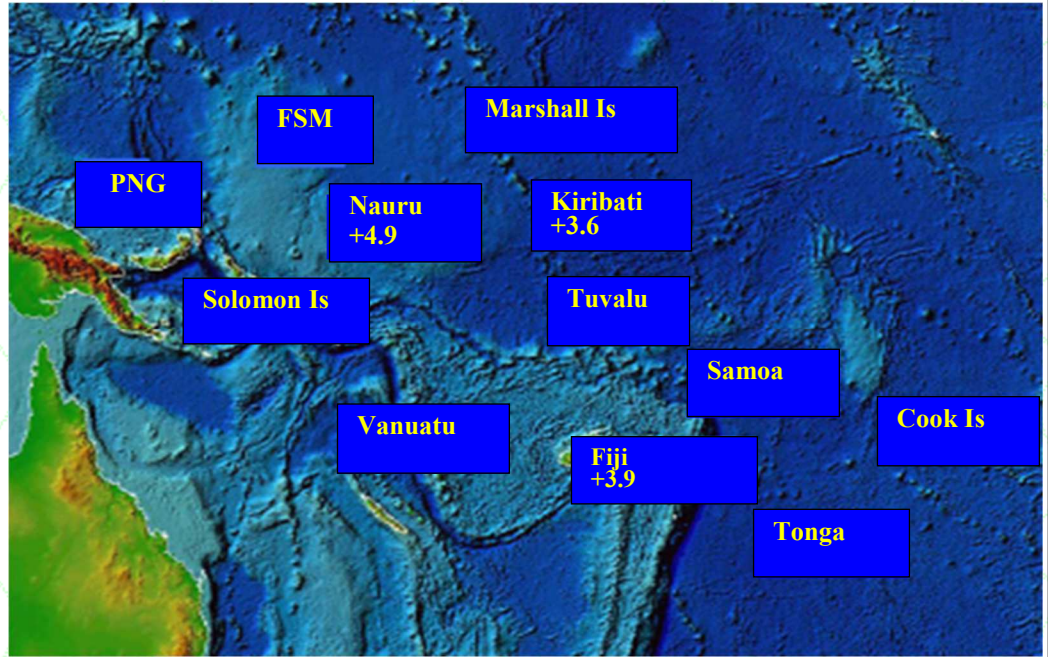 FSM
Marshall Is
PNG
Nauru
+4.9
Kiribati
+3.6
Solomon Is
Tuvalu
Samoa
Vanuatu
Cook Is
Fiji
+3.9
Tonga